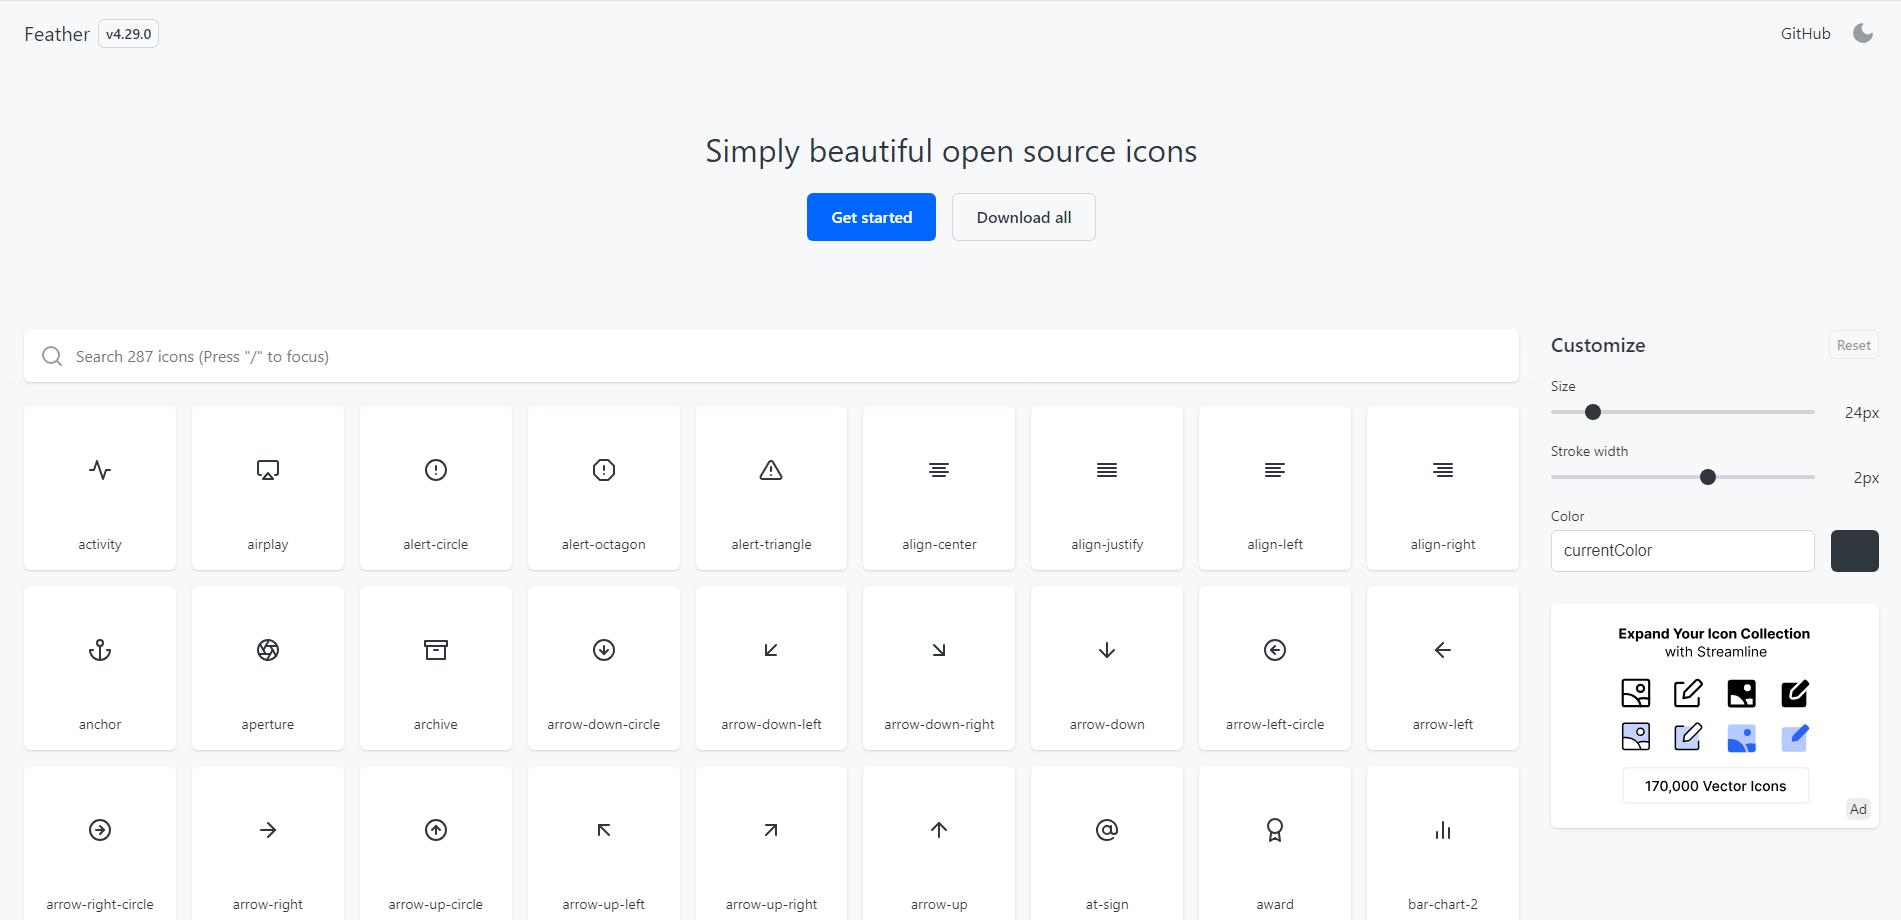 Feather v4.29.0
GitHub
Simply beautiful open source icons
Get started
Download all
Search 287 icons (Press "/" to focus)
activity
airplay
alert-circle
alert-octagon
alert-triangle
align-center
align-justify
align-left
align-right
anchor
aperture
archive
arrow-down-circle
arrow-down-left
arrow-down-right
arrow-down
arrow-left-circle
arrow-left
arrow-right-circle
arrow-right
arrow-up-circle
arrow-up-left
arrow-up-right
arrow-up
at-sign
award
bar-chart-2
Customize
Reset
Size
24px
Stroke width
2px
Color
currentColor
Expand Your Icon Collection
with Streamline
170,000 Vector Icons
Ad